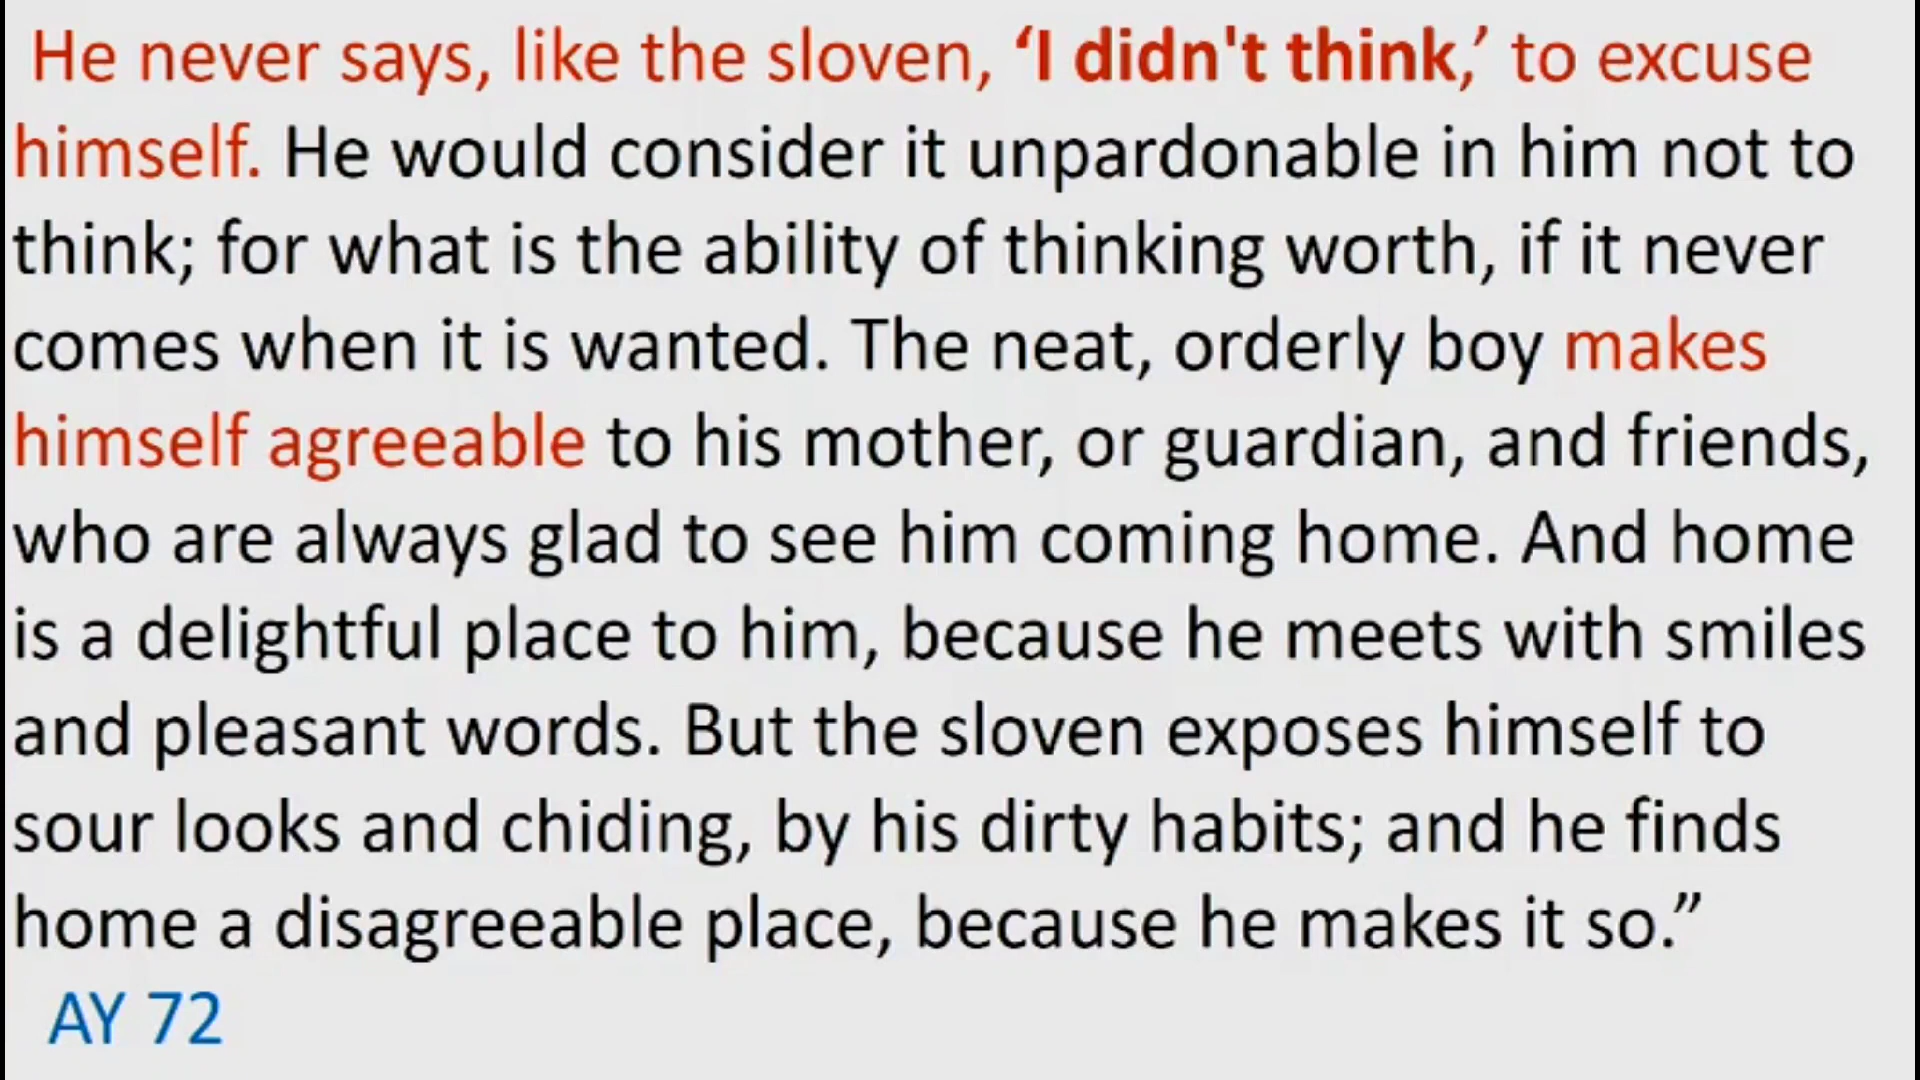 He never says, like the sloven, ‘I didn't think,’ to excuse
himself. He would consider it unpardonable in him not to
think; for what is the ability of thinking worth, if it never
comes when it is wanted. The neat, orderly boy makes
himself agreeable to his mother, or guardian, and friends,
who are always glad to see him coming home. And home
is a delightful place to him, because he meets with smiles
and pleasant words. But the sloven exposes himself to
sour looks and chiding, by his dirty habits; and he finds
home a disagreeable place, because he makes it so.”
AY 72